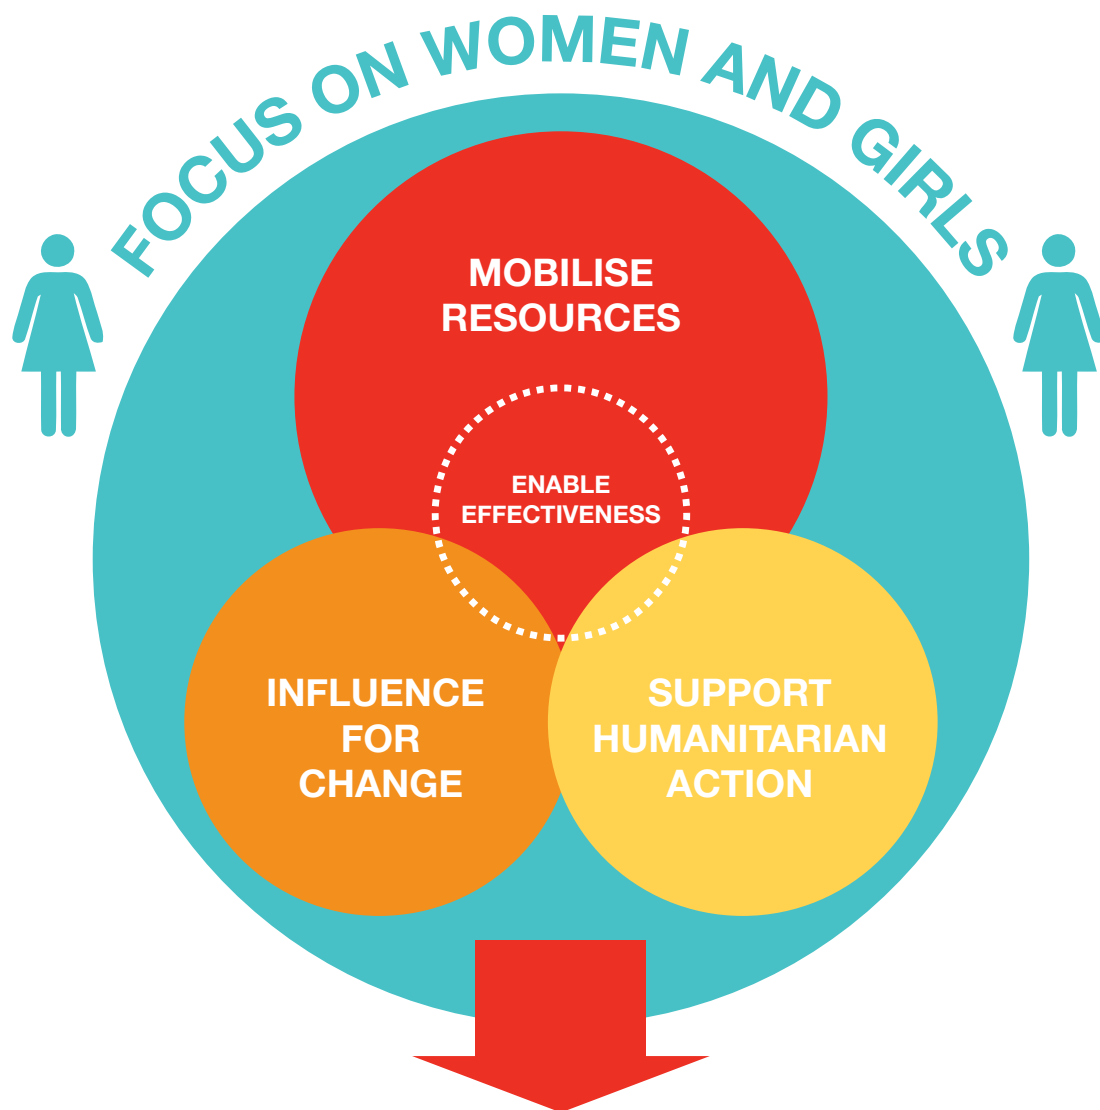 FOCUS ON WOMEN AND GIRLS
MOBILISE
RESOURCES
ENABLE
EFFECTIVENESS
INFLUENCE
FOR
CHANGE
SUPPORT
HUMANITARIAN
ACTION